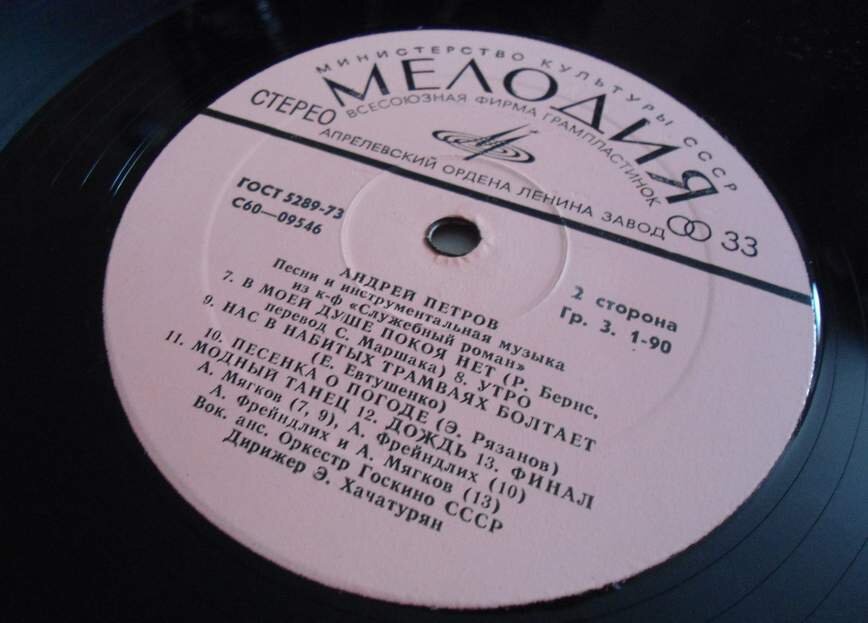 МИНИСТЕРСТВО КУЛЬТУРЫ СССР
МЕЛОДИЯ
ВСЕСОЮЗНАЯ ФИРМА ГРАМПЛАСТИНОК
СТЕРЕО
АПРЕЛЕВСКИЙ ОРДЕНА ЛЕНИНА ЗАВОД
33
ГОСТ 5289-73
С60—09546
2 сторона
Гр. 3. 1-90
АНДРЕЙ ПЕТРОВ
Песни и инструментальная музыка
из к-ф «Служебный роман»
7. В МОЕЙ ДУШЕ ПОКОЯ НЕТ (Р. Бернс,
перевод С. Маршака) 8. УТРО
9. НАС В НАБИТЫХ ТРАМВАЯХ БОЛТАЕТ
(Е. Евтушенко)
10. ПЕСЕНКА О ПОГОДЕ (Э. Рязанов)
11. МОДНЫЙ ТАНЕЦ 12. ДОЖДЬ 13. ФИНАЛ
А. Мягков (7, 9), А. Фрейндлих (10)
А. Фрейндлих и А. Мягков (13)
Вок. анс. Оркестр Госкино СССР
Дирижер Э. Хачатурян